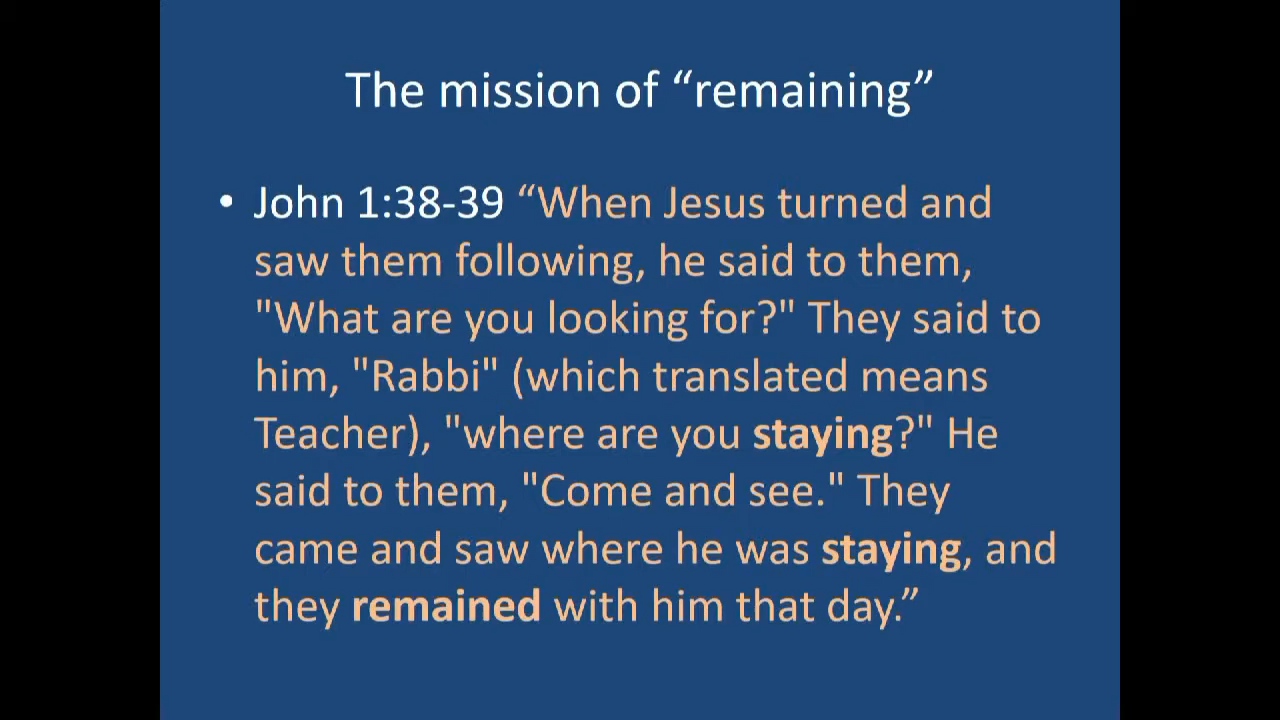 The mission of “remaining”
• John 1:38-39 “When Jesus turned and
saw them following, he said to them,
"What are you looking for?" They said to
him, "Rabbi" (which translated means
Teacher), "where are you staying?" He
said to them, "Come and see." They
came and saw where he was staying, and
they remained with him that day.”